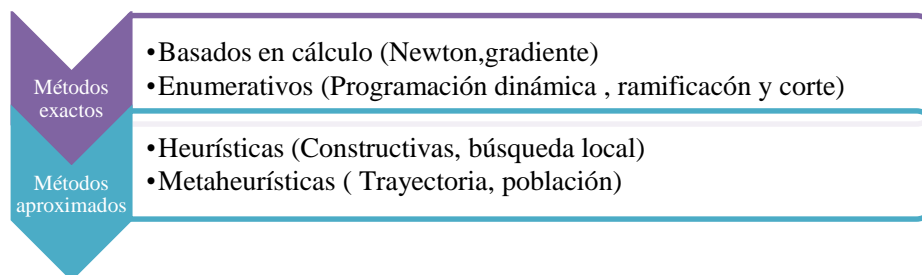 Métodos
exactos
•Basados en cálculo (Newton,gradiente)
•Enumerativos (Programación dinámica , ramificacón y corte)
Métodos
aproximados
•Heurísticas (Constructivas, búsqueda local)
•Metaheurísticas ( Trayectoria, población)